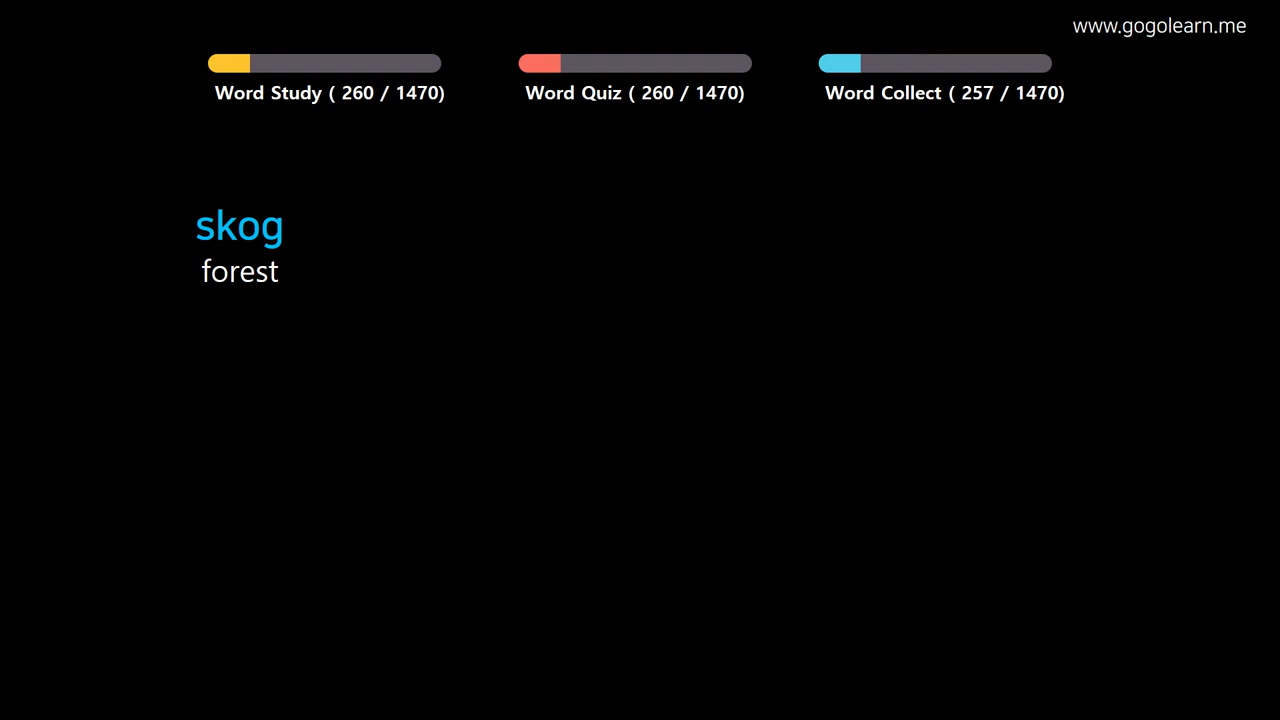 www.gogolearn.me
Word Study ( 260 / 1470)
Word Quiz ( 260 / 1470)
Word Collect ( 257 / 1470)
skog
forest